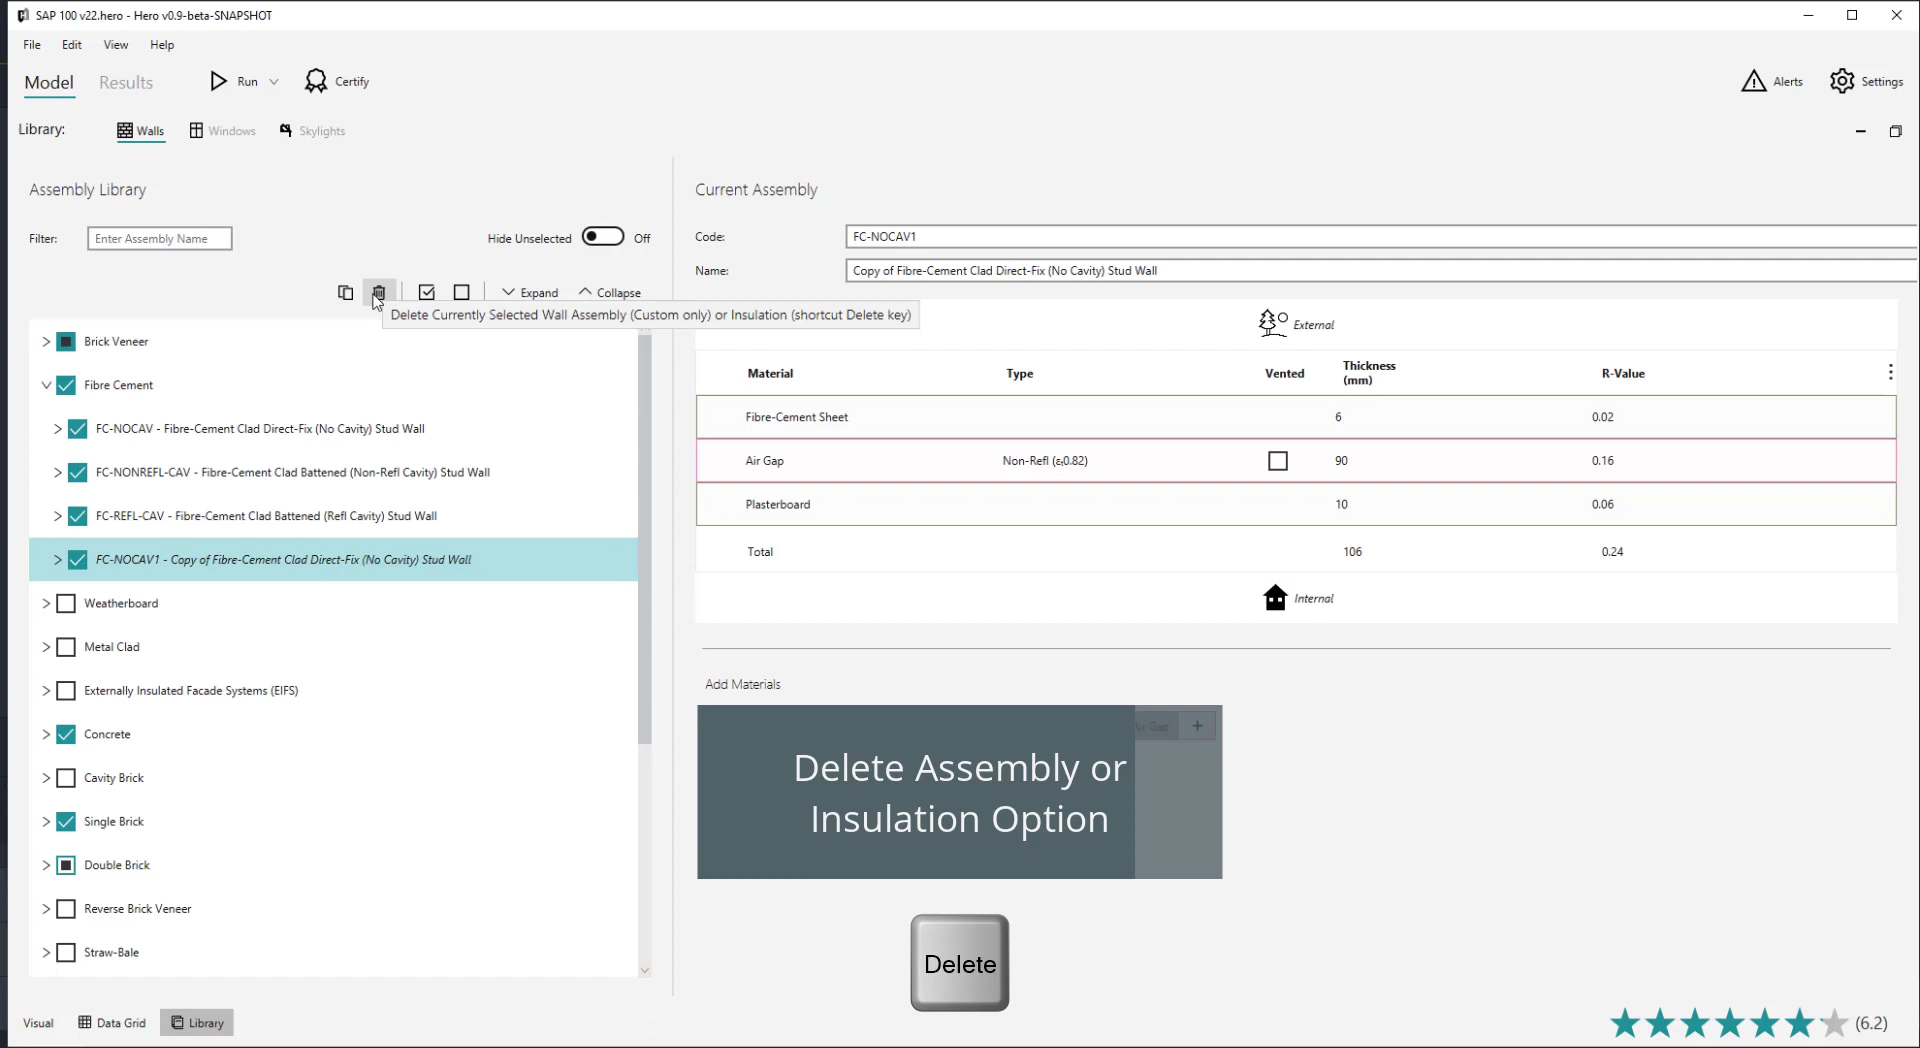 SAP 100 v22.hero - Hero v0.9-beta-SNAPSHOT
File Edit View Help
Model Results Run Certify Alerts Settings
Library: Walls Windows Skylights
Assembly Library
Filter: Enter Assembly Name Hide Unselected Off
Expand Collapse
Delete Currently Selected Wall Assembly (Custom only) or Insulation (shortcut Delete key)
Brick Veneer
Fibre Cement
FC-NOCAV - Fibre-Cement Clad Direct-Fix (No Cavity) Stud Wall
FC-NONREFL-CAV - Fibre-Cement Clad Battened (Non-Refl Cavity) Stud Wall
FC-REFL-CAV - Fibre-Cement Clad Battened (Refl Cavity) Stud Wall
FC-NOCAV1 - Copy of Fibre-Cement Clad Direct-Fix (No Cavity) Stud Wall
Weatherboard
Metal Clad
Externally Insulated Facade Systems (EIFS)
Concrete
Cavity Brick
Single Brick
Double Brick
Reverse Brick Veneer
Straw-Bale
Current Assembly
Code: FC-NOCAV1
Name: Copy of Fibre-Cement Clad Direct-Fix (No Cavity) Stud Wall
External
Material Type Vented Thickness (mm) R-Value
Fibre-Cement Sheet 6 0.02
Air Gap Non-Refl (ε:0.82) 90 0.16
Plasterboard 10 0.06
Total 106 0.24
Internal
Add Materials
Air Gap +
Delete Assembly or
Insulation Option
Delete
Visual Data Grid Library
(6.2)